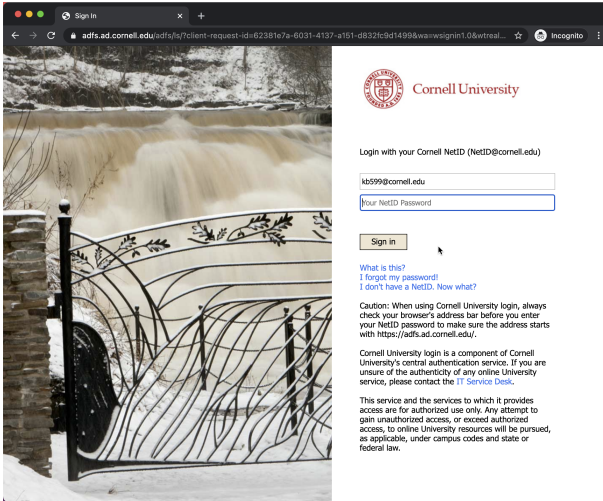 Sign In
adfs.ad.cornell.edu/adfs/ls/?client-request-id=62381e7a-6031-4137-a151-d832fc9d1499&wa=wsignin1.0&wtreal...
Incognito
Cornell University
Login with your Cornell NetID (NetID@cornell.edu)
kb599@cornell.edu
Your NetID Password
Sign in
What is this?
I forgot my password!
I don't have a NetID. Now what?
Caution: When using Cornell University login, always
check your browser's address bar before you enter
your NetID password to make sure the address starts
with https://adfs.ad.cornell.edu/.
Cornell University login is a component of Cornell
University's central authentication service. If you are
unsure of the authenticity of any online University
service, please contact the IT Service Desk.
This service and the services to which it provides
access are for authorized use only. Any attempt to
gain unauthorized access, or exceed authorized
access, to online University resources will be pursued,
as applicable, under campus codes and state or
federal law.